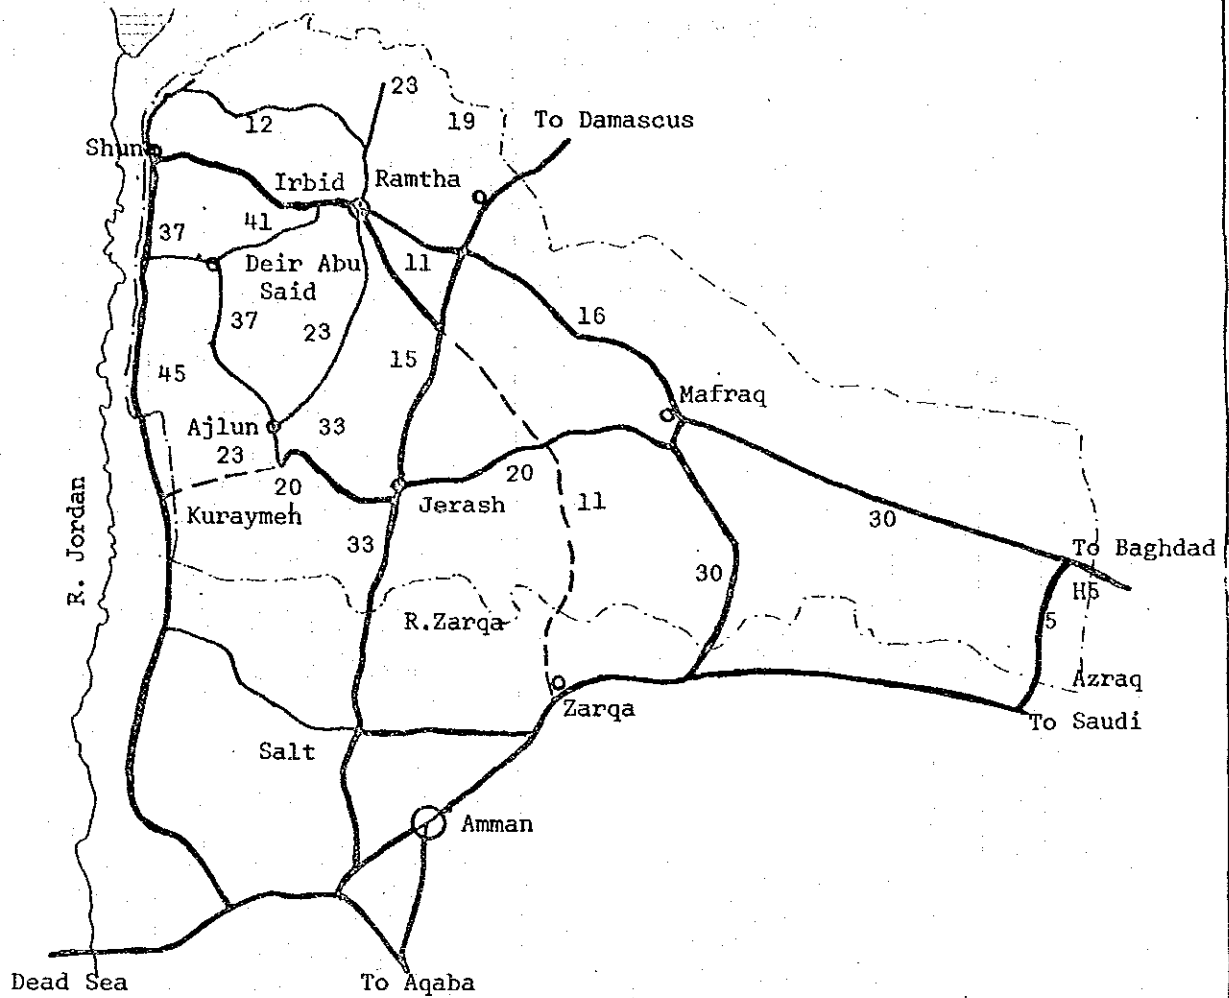 23
12
19
To Damascus
Shuna
Irbid
Ramtha
41
37
11
Deir Abu
Said
37
23
16
15
45
Mafraq
Ajlun
33
23
20
20
Jerash
11
Kuraymeh
30
33
To Baghdad
H5
30
5
R. Jordan
R.Zarqa
Azraq
Zarqa
To Saudi
Salt
Amman
Dead Sea
To Aqaba